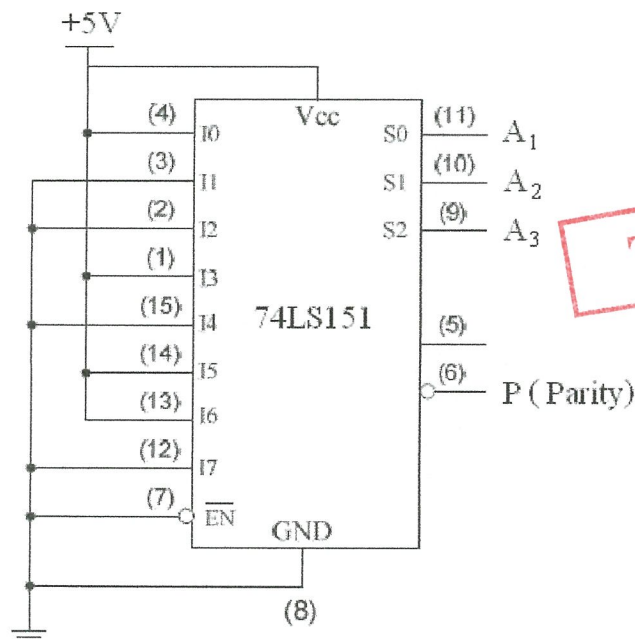 +5V
Vcc
(4) I0
(3) I1
(2) I2
(1) I3
(15) I4
(14) I5
(13) I6
(12) I7
(7) EN
74LS151
S0 (11) A1
S1 (10) A2
S2 (9) A3
(5)
(6) P ( Parity)
GND
(8)